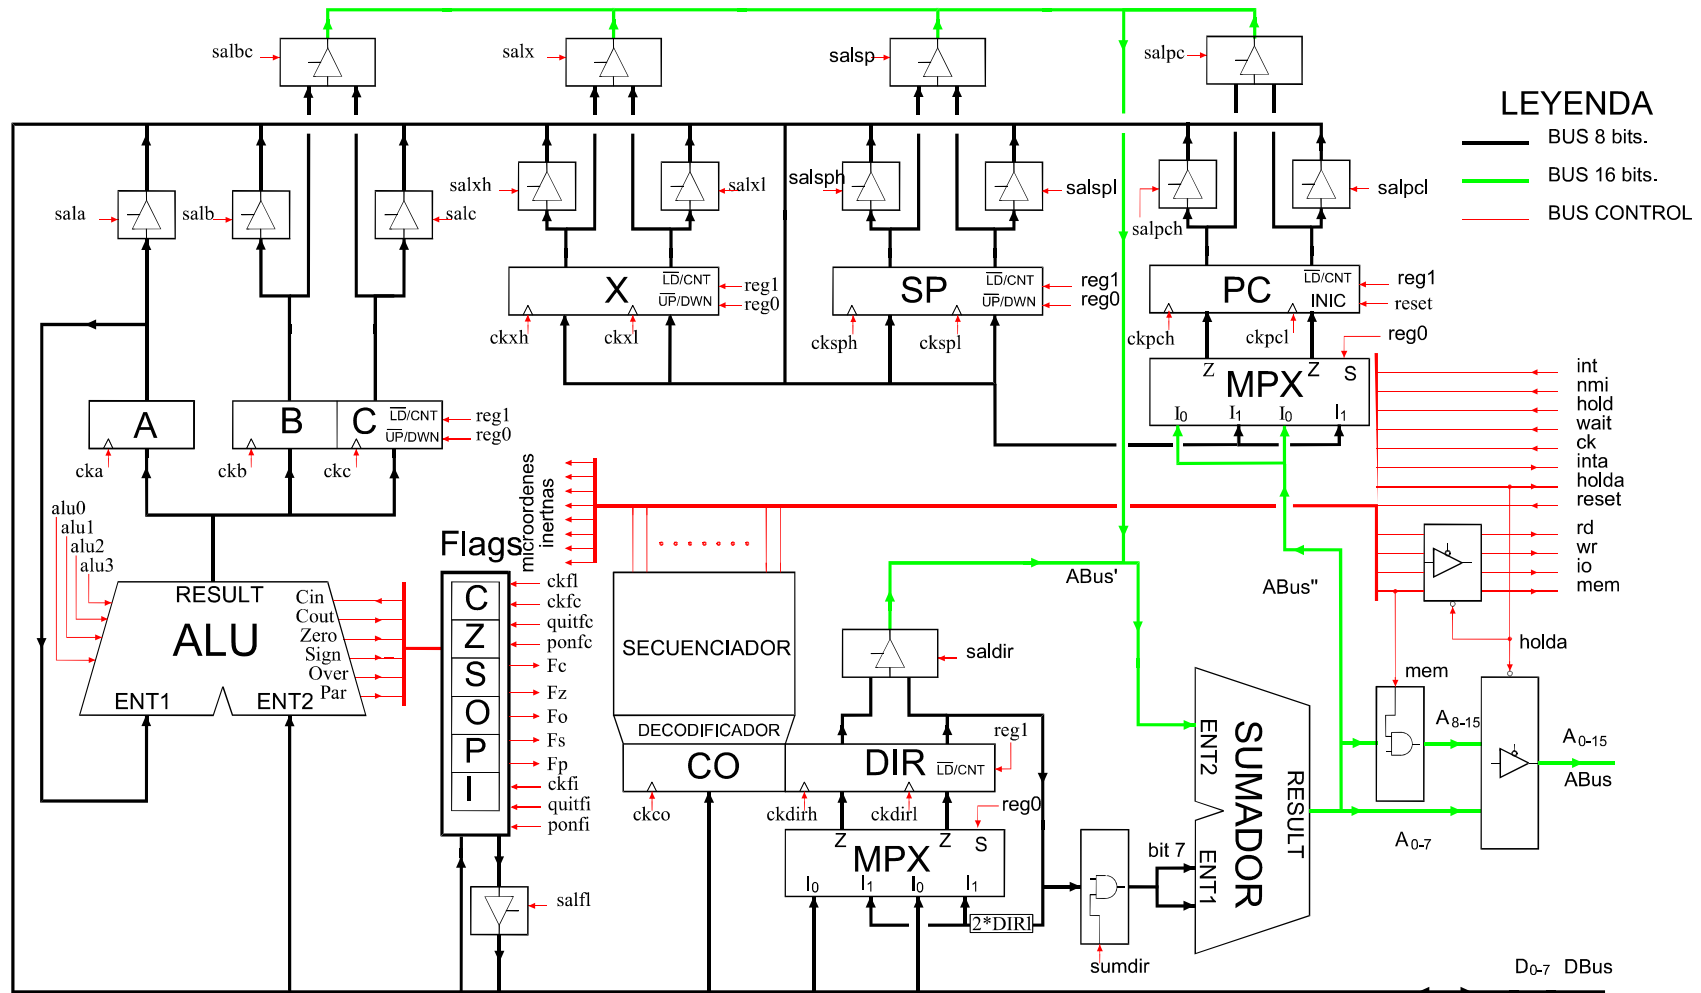 salbc
salx
salsp
salpc
LEYENDA
BUS 8 bits.
BUS 16 bits.
BUS CONTROL
sala
salb
salc
salxh
salxl
salsph
salspl
salpch
salpcl
X
LD/CNT
UP/DWN
reg1
reg0
ckxh
ckxl
SP
LD/CNT
UP/DWN
reg1
reg0
cksph
ckspl
PC
LD/CNT
INIC
reg1
reset
ckpch
ckpcl
reg0
Z
Z
S
MPX
I0
I1
I0
I1
A
cka
B
C
LD/CNT
UP/DWN
reg1
reg0
ckb
ckc
int
nmi
hold
wait
ck
inta
holda
reset
rd
wr
io
mem
holda
mem
alu0
alu1
alu2
alu3
RESULT
ALU
ENT1
ENT2
Cin
Cout
Zero
Sign
Over
Par
Flags
C
Z
S
O
P
I
ckfl
ckfc
quitfc
ponfc
Fc
Fz
Fo
Fs
Fp
ckfi
quitfi
ponfi
salfl
microordenes
inertnas
SECUENCIADOR
DECODIFICADOR
CO
ckco
DIR
LD/CNT
reg1
saldir
ckdirh
ckdirl
reg0
Z
Z
S
MPX
I0
I1
I0
I1
2*DIR1
sumdir
bit 7
ABus'
ABus"
ENT2
ENT1
SUMADOR
RESULT
A8-15
A0-7
A0-15
ABus
D0-7 DBus